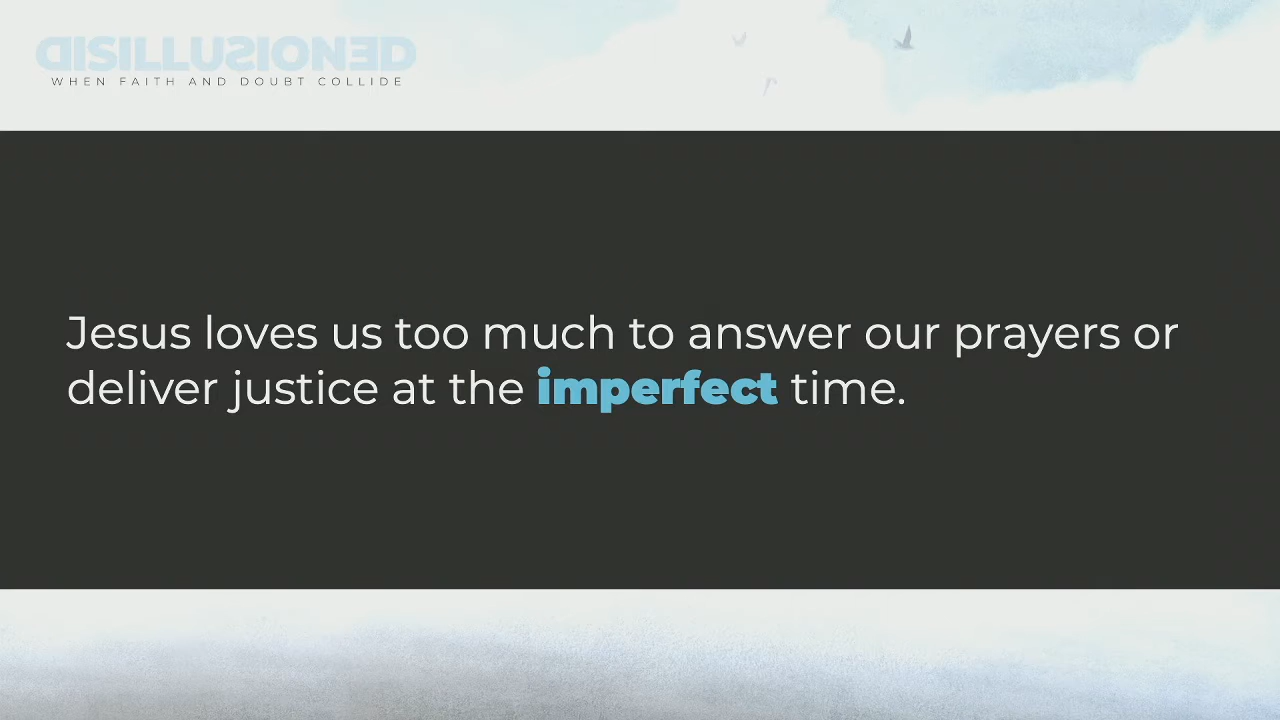 DISILLUSIONED
WHEN FAITH AND DOUBT COLLIDE
Jesus loves us too much to answer our prayers or
deliver justice at the imperfect time.